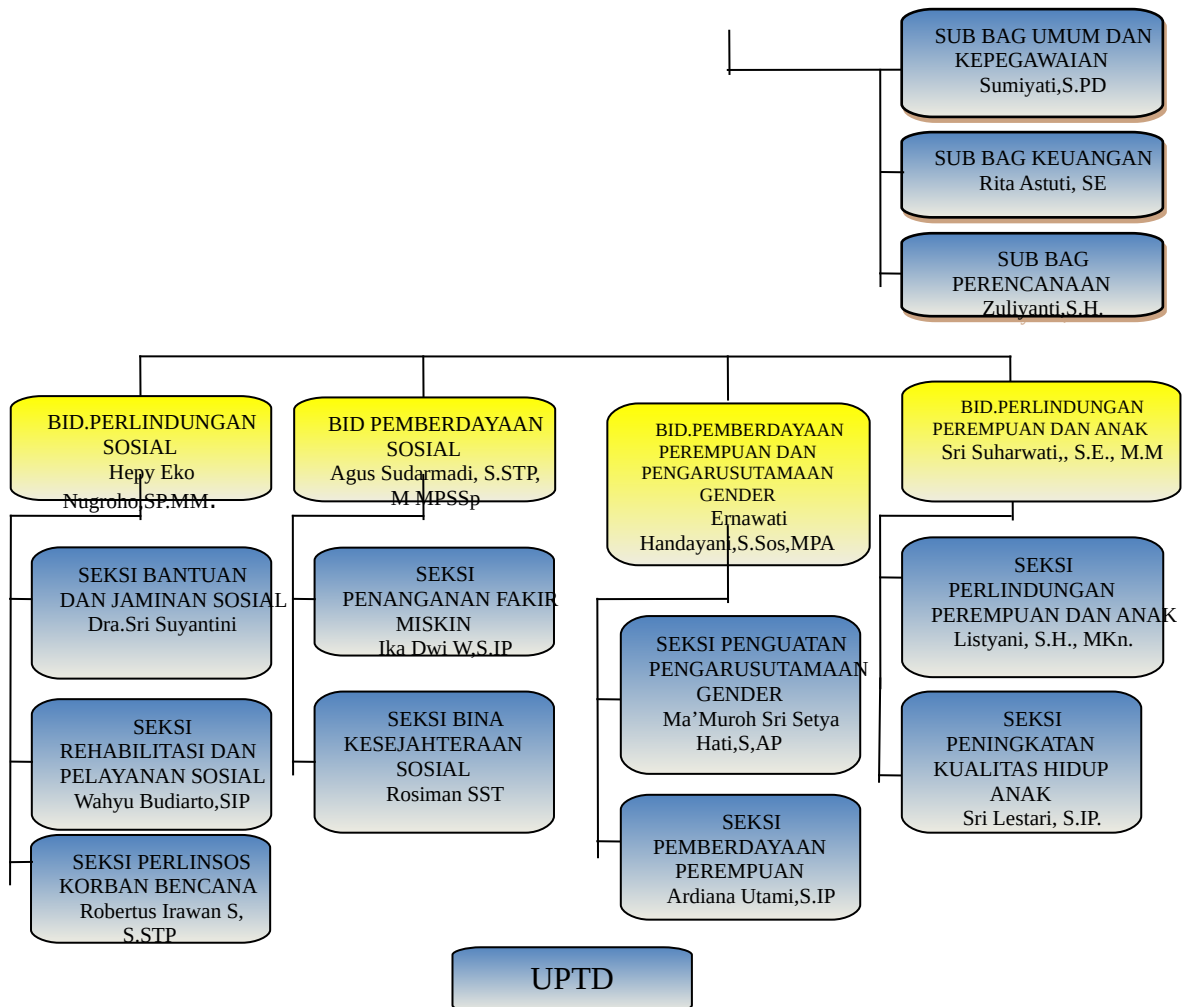 SUB BAG UMUM DAN
KEPEGAWAIAN
Sumiyati,S.PD
SUB BAG KEUANGAN
Rita Astuti, SE
SUB BAG
PERENCANAAN
Zuliyanti,S.H.
BID.PERLINDUNGAN
SOSIAL
Hepy Eko
Nugroho,SP.MM.
BID PEMBERDAYAAN
SOSIAL
Agus Sudarmadi, S.STP,
M MPSSp
BID.PEMBERDAYAAN
PEREMPUAN DAN
PENGARUSUTAMAAN
GENDER
Ernawati
Handayani,S.Sos,MPA
BID.PERLINDUNGAN
PEREMPUAN DAN ANAK
Sri Suharwati,, S.E., M.M
SEKSI BANTUAN
DAN JAMINAN SOSIAL
Dra.Sri Suyantini
SEKSI
REHABILITASI DAN
PELAYANAN SOSIAL
Wahyu Budiarto,SIP
SEKSI PERLINSOS
KORBAN BENCANA
Robertus Irawan S,
S.STP
SEKSI
PENANGANAN FAKIR
MISKIN
Ika Dwi W,S.IP
SEKSI BINA
KESEJAHTERAAN
SOSIAL
Rosiman SST
SEKSI PENGUATAN
PENGARUSUTAMAAN
GENDER
Ma’Muroh Sri Setya
Hati,S,AP
SEKSI
PEMBERDAYAAN
PEREMPUAN
Ardiana Utami,S.IP
SEKSI
PERLINDUNGAN
PEREMPUAN DAN ANAK
Listyani, S.H., MKn.
SEKSI
PENINGKATAN
KUALITAS HIDUP
ANAK
Sri Lestari, S.IP.
UPTD